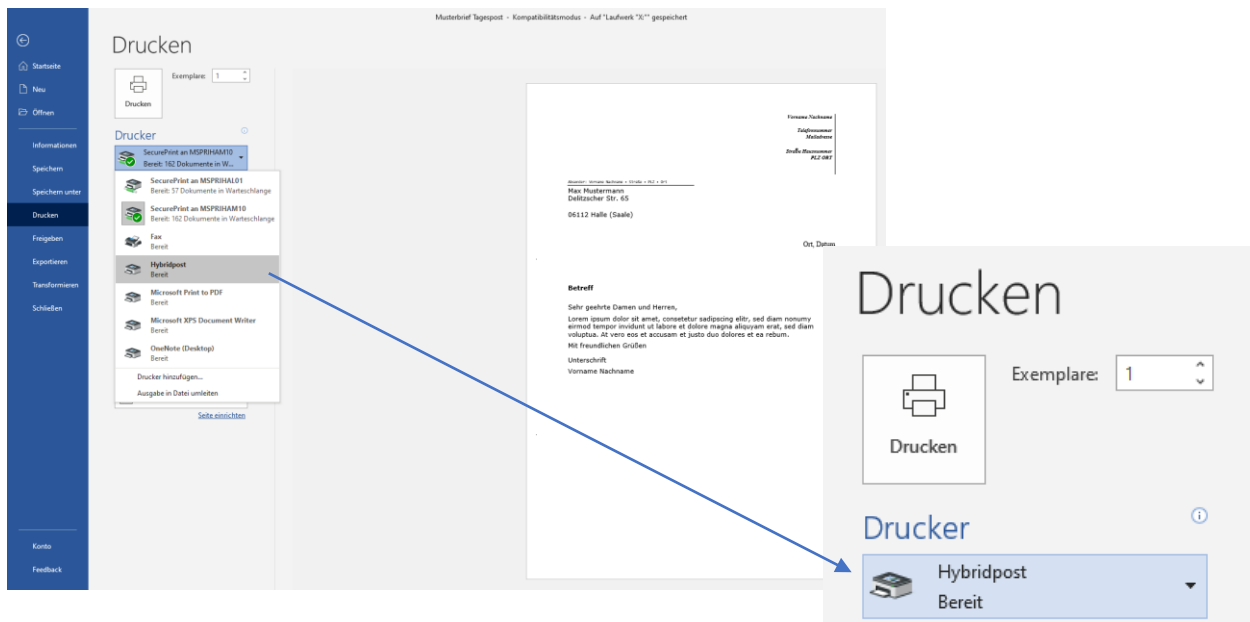 Musterbrief Tagespost - Kompatibilitätsmodus - Auf "Laufwerk "X:"" gespeichert
Startseite
Neu
Öffnen
Informationen
Speichern
Speichern unter
Drucken
Freigeben
Exportieren
Transformieren
Schließen
Konto
Feedback
Drucken
Drucken
Exemplare: 1
Drucker
SecurePrint an MSPRIHAM10
Bereit: 162 Dokumente in W...
SecurePrint an MSPRIHAL01
Bereit: 57 Dokumente in Warteschlange
SecurePrint an MSPRIHAM10
Bereit: 162 Dokumente in Warteschlange
Fax
Bereit
Hybridpost
Bereit
Microsoft Print to PDF
Bereit
Microsoft XPS Document Writer
Bereit
OneNote (Desktop)
Bereit
Drucker hinzufügen...
Ausgabe in Datei umleiten
Seite einrichten
Vorname Nachname
Telefonnummer
Mailadresse
Straße Hausnummer
PLZ ORT
Absender: Vorname Nachname • Straße • PLZ • Ort
Max Mustermann
Delitzscher Str. 65
06112 Halle (Saale)
Ort, Datum
Betreff
Sehr geehrte Damen und Herren,
Lorem ipsum dolor sit amet, consetetur sadipscing elitr, sed diam nonumy
eirmod tempor invidunt ut labore et dolore magna aliquyam erat, sed diam
voluptua. At vero eos et accusam et justo duo dolores et ea rebum.
Mit freundlichen Grüßen
Unterschrift
Vorname Nachname
Drucken
Exemplare: 1
Drucken
Drucker
Hybridpost
Bereit